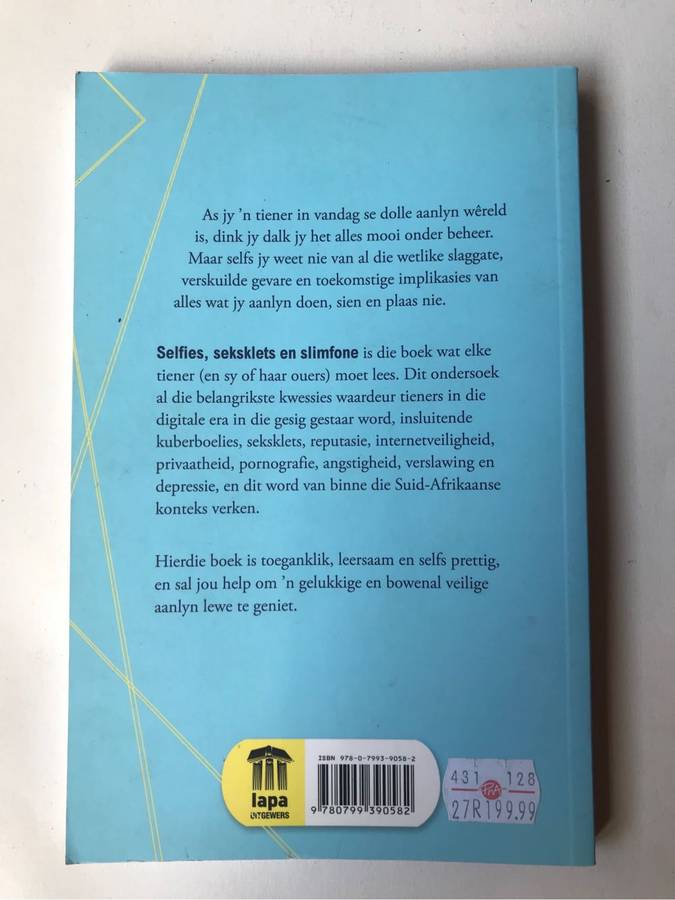 As jy 'n tiener in vandag se dolle aanlyn wêreld
is, dink jy dalk jy het alles mooi onder beheer.
Maar selfs jy weet nie van al die wetlike slaggate,
verskuilde gevare en toekomstige implikasies van
alles wat jy aanlyn doen, sien en plaas nie.
Selfies, seksklets en slimfone is die boek wat elke
tiener (en sy of haar ouers) moet lees. Dit ondersoek
al die belangrikste kwessies waardeur tieners in die
digitale era in die gesig gestaar word, insluitende
kuberboelies, seksklets, reputasie, internetveiligheid,
privaatheid, pornografie, angstigheid, verslawing en
depressie, en dit word van binne die Suid-Afrikaanse
konteks verken.
Hierdie boek is toeganklik, leersaam en selfs prettig,
en sal jou help om 'n gelukkige en bowenal veilige
aanlyn lewe te geniet.
lapa
UITGEWERS
ISBN 978-0-7993-9058-2
9 780799 390582
431 128
PNA
27R199.99